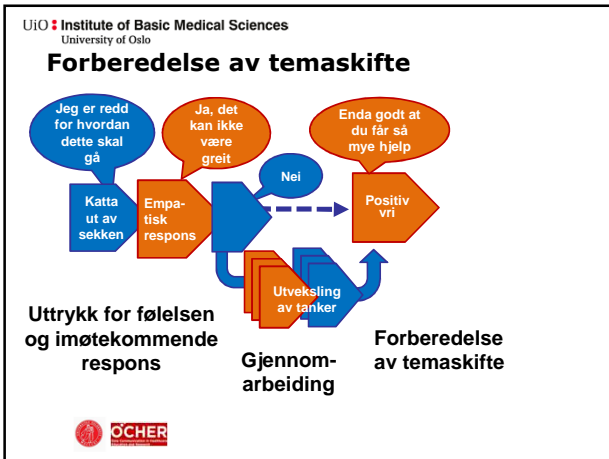 UiO Institute of Basic Medical Sciences
University of Oslo
Forberedelse av temaskifte
Jeg er redd
for hvordan
dette skal
gå
Ja, det
kan ikke
være
greit
Enda godt at
du får så
mye hjelp
Nei
Katta
ut av
sekken
Empa-
tisk
respons
Positiv
vri
Utveksling
av tanker
Uttrykk for følelsen
og imøtekommende
respons
Gjennom-
arbeiding
Forberedelse
av temaskifte
OCHER